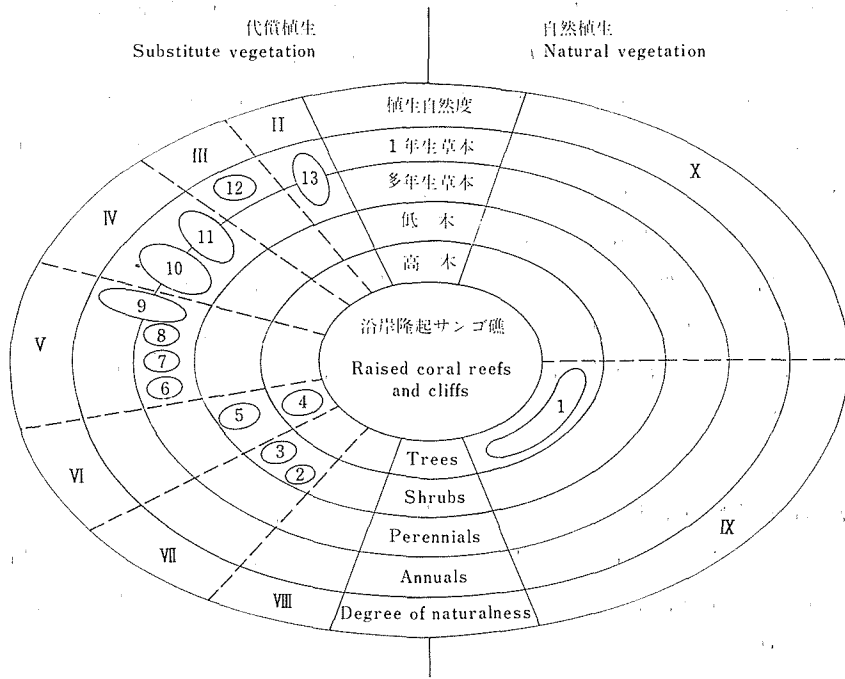 代償植生
Substitute vegetation
自然植生
Natural vegetation
植生自然度
1年生草本
多年生草本
低木
高木
沿岸隆起サンゴ礁
Raised coral reefs
and cliffs
Trees
Shrubs
Perennials
Annuals
Degree of naturalness
II
III
IV
V
VI
VII
VIII
IX
X
13
12
11
10
9
8
7
6
5
4
3
2
1